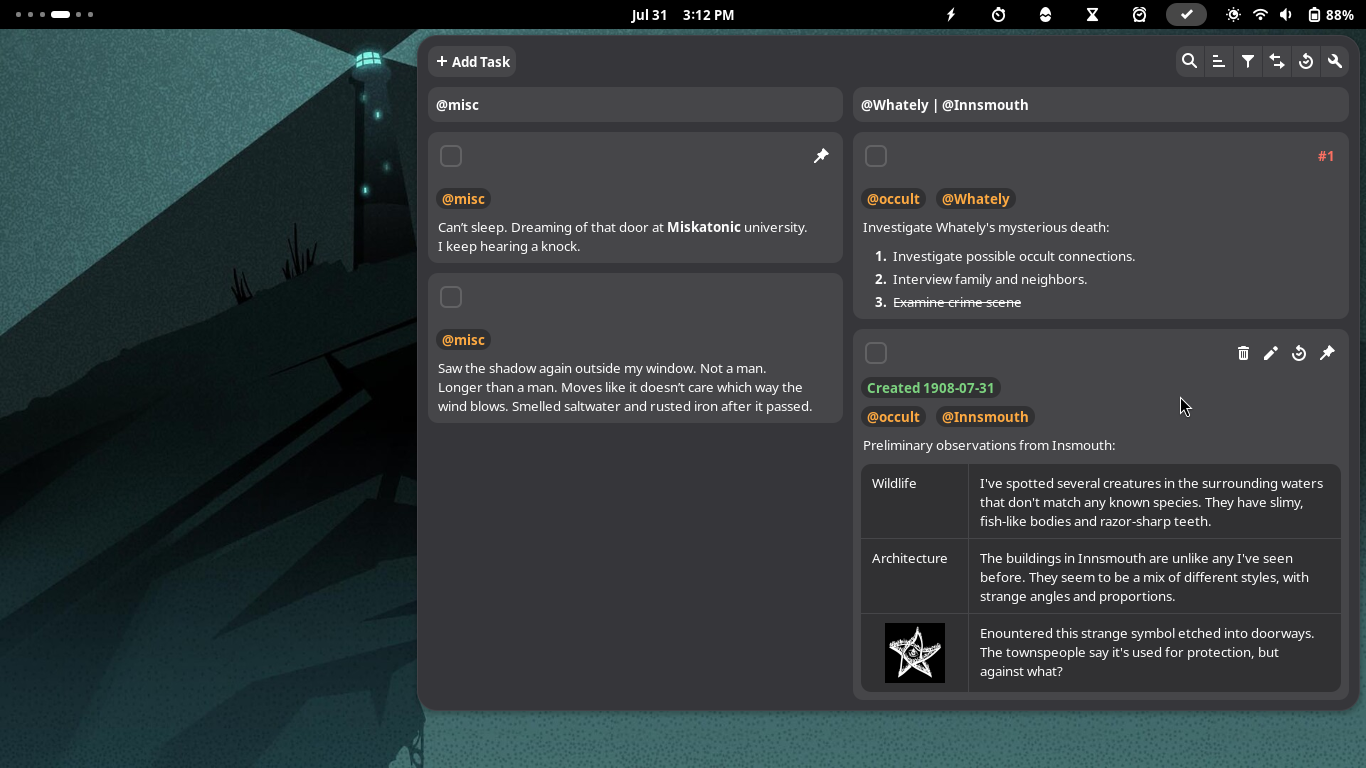 Jul 31 3:12 PM
88%
+ Add Task
@misc
@Whately | @Innsmouth
@misc
Can’t sleep. Dreaming of that door at Miskatonic university.
I keep hearing a knock.
@misc
Saw the shadow again outside my window. Not a man.
Longer than a man. Moves like it doesn’t care which way the
wind blows. Smelled saltwater and rusted iron after it passed.
#1
@occult @Whately
Investigate Whately's mysterious death:
1. Investigate possible occult connections.
2. Interview family and neighbors.
3. Examine crime scene
Created 1908-07-31
@occult @Innsmouth
Preliminary observations from Insmouth:
Wildlife
I've spotted several creatures in the surrounding waters
that don't match any known species. They have slimy,
fish-like bodies and razor-sharp teeth.
Architecture
The buildings in Innsmouth are unlike any I've seen
before. They seem to be a mix of different styles, with
strange angles and proportions.
Enountered this strange symbol etched into doorways.
The townspeople say it's used for protection, but
against what?